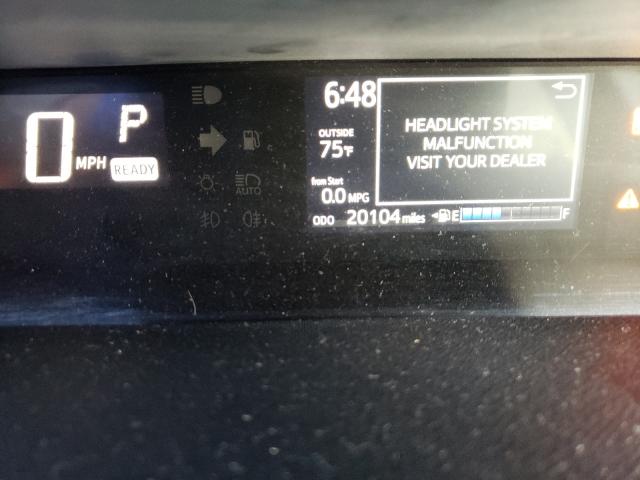 0 MPH
P
READY
AUTO
6:48
OUTSIDE
75°F
from Start
0.0 MPG
ODO 20104 miles
E F
HEADLIGHT SYSTEM
MALFUNCTION
VISIT YOUR DEALER